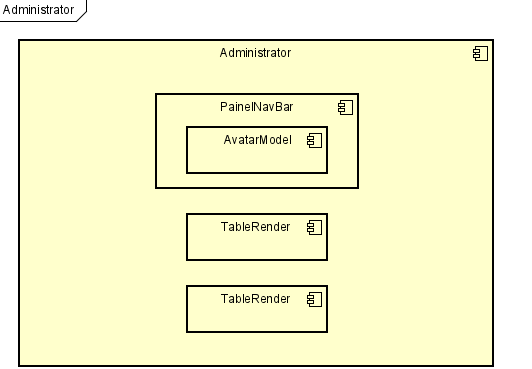 Administrator
Administrator
PainelNavBar
AvatarModel
TableRender
TableRender